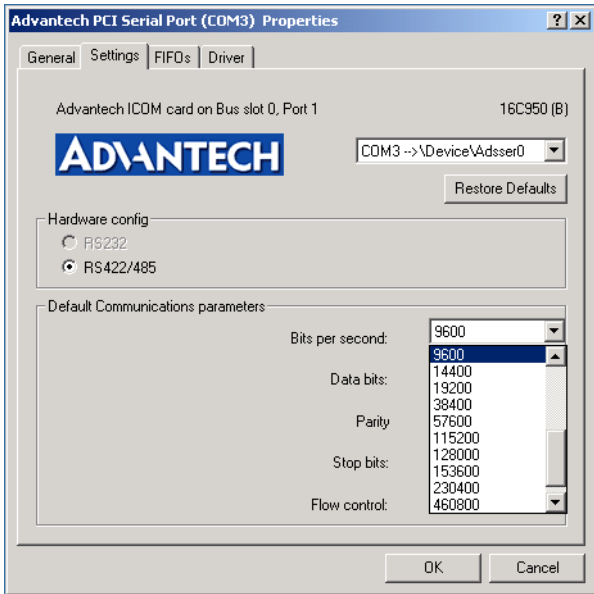 Advantech PCI Serial Port (COM3) Properties
General Settings FIFOs Driver
Advantech ICOM card on Bus slot 0, Port 1 16C950 (B)
ADVANTECH
COM3 -->\Device\Adsser0
Restore Defaults
Hardware config
RS232
RS422/485
Default Communications parameters
Bits per second: 9600
9600
14400
Data bits:
19200
38400
Parity
57600
115200
Stop bits:
128000
153600
230400
Flow control:
460800
OK Cancel